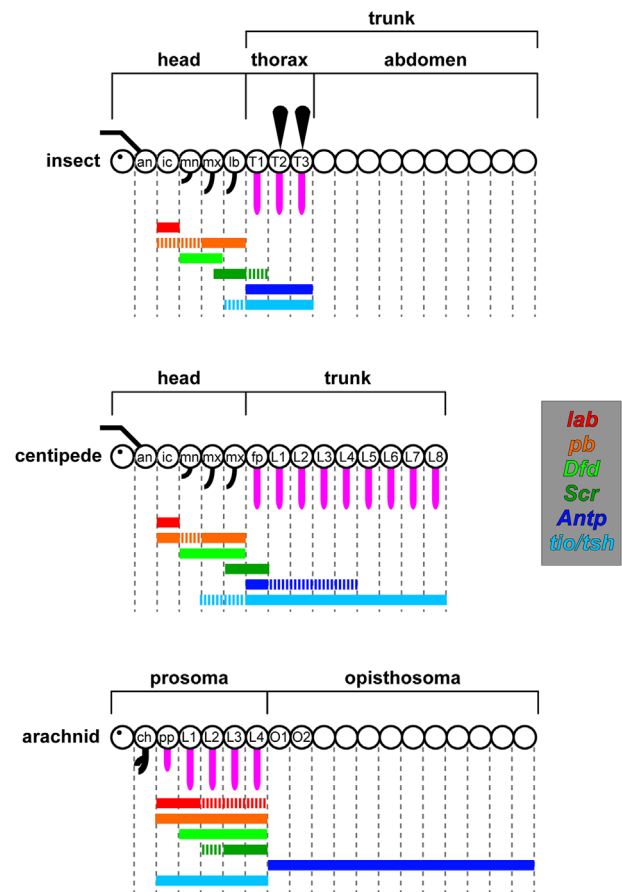 trunk
head thorax abdomen
insect an ic mn mx lb T1 T2 T3
head trunk
centipede an ic mn mx mx fp L1 L2 L3 L4 L5 L6 L7 L8
lab
pb
Dfd
Scr
Antp
tio/tsh
prosoma opisthosoma
arachnid ch pp L1 L2 L3 L4 O1 O2